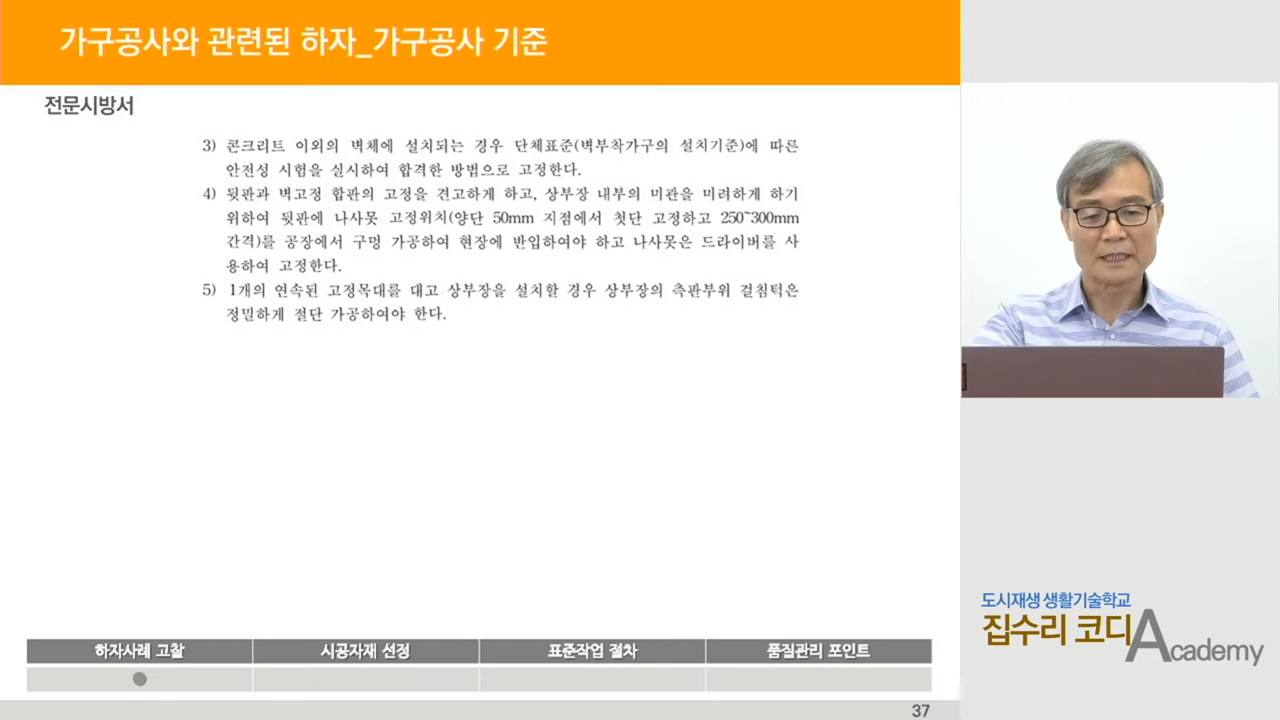 가구공사와 관련된 하자_가구공사 기준
전문시방서
3) 콘크리트 이외의 벽체에 설치되는 경우 단체표준(벽부착가구의 설치기준)에 따른
안전성 시험을 실시하여 합격한 방법으로 고정한다.
4) 뒷판과 벽고정 합판의 고정을 견고하게 하고, 상부장 내부의 미관을 미려하게 하기
위하여 뒷판에 나사못 고정위치(양단 50mm 지점에서 첫단 고정하고 250~300mm
간격)를 공장에서 구멍 가공하여 현장에 반입하여야 하고 나사못은 드라이버를 사
용하여 고정한다.
5) 1개의 연속된 고정목대를 대고 상부장을 설치할 경우 상부장의 측판부위 걸침턱은
정밀하게 절단 가공하여야 한다.
하자사례 고찰 시공자재 선정 표준작업 절차 품질관리 포인트
37
도시재생 생활기술학교
집수리 코디 Academy